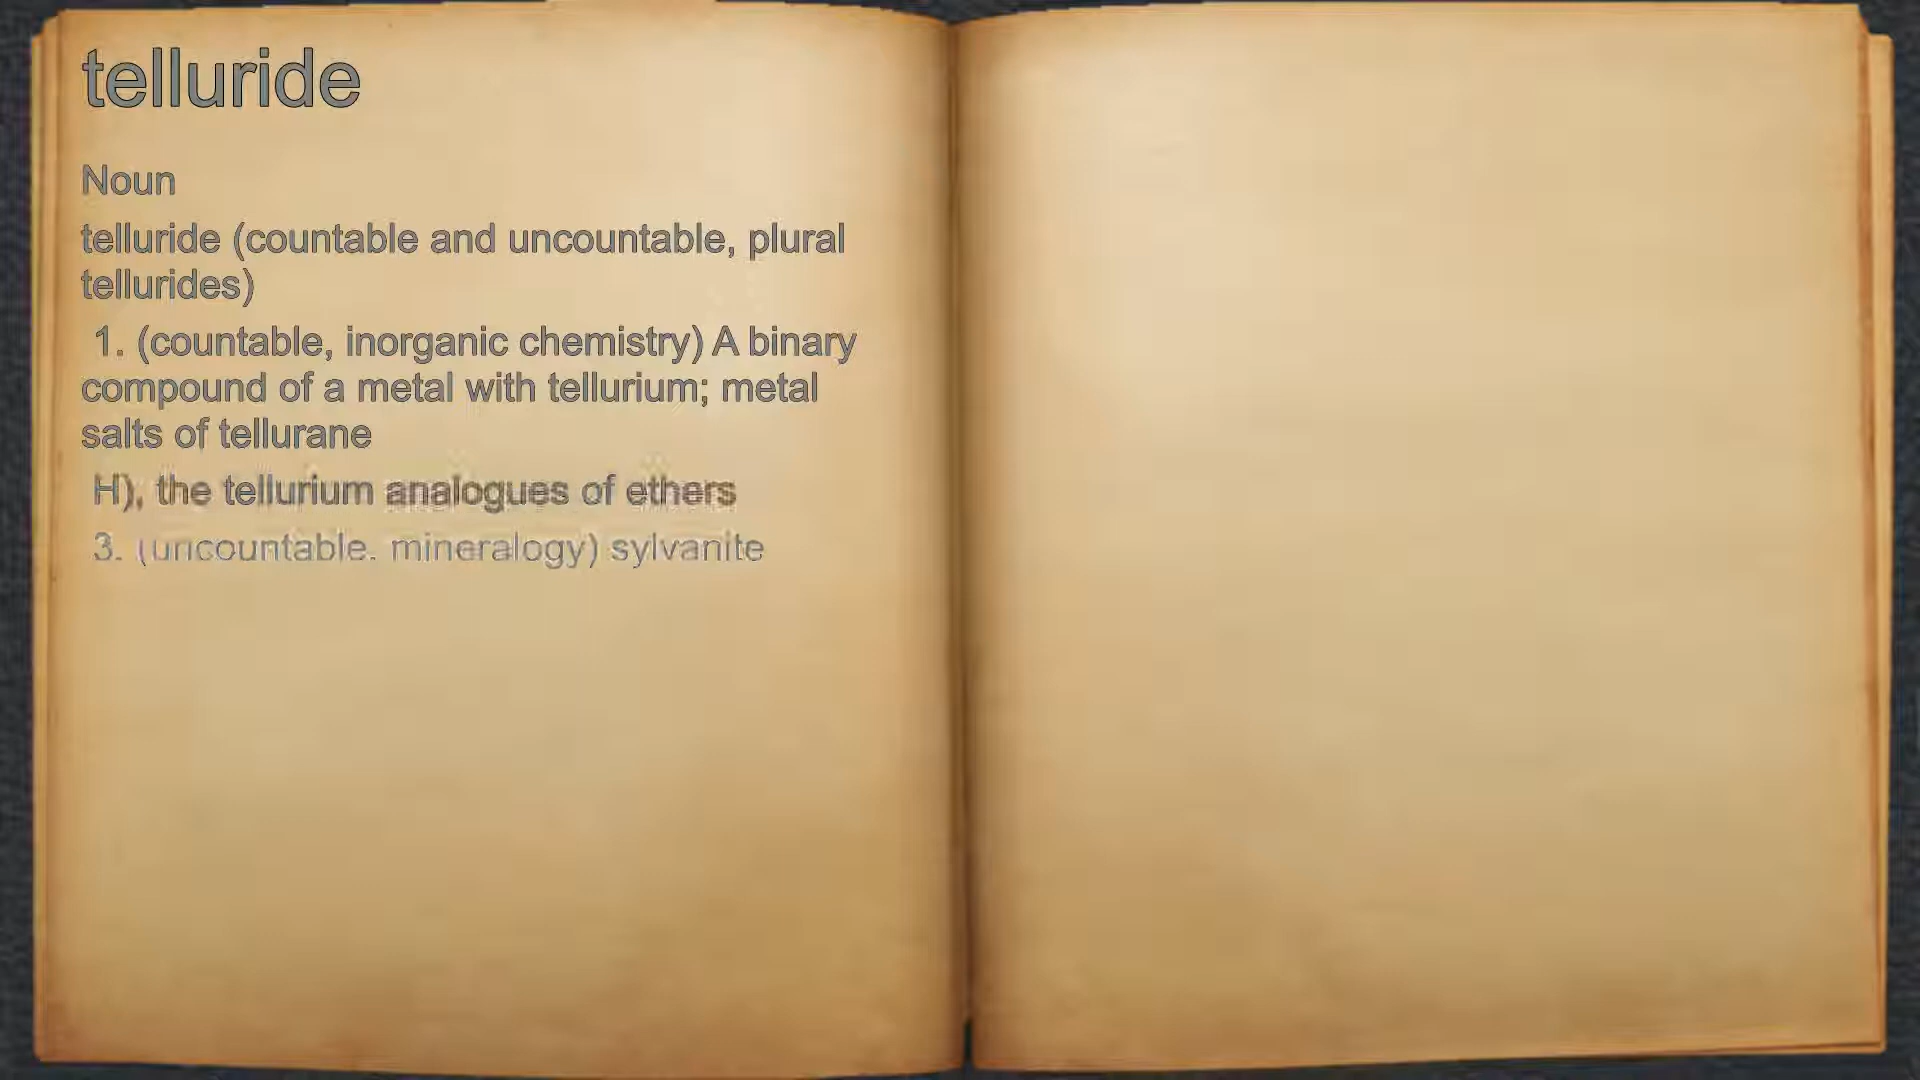 telluride
Noun
telluride (countable and uncountable, plural
tellurides)
1. (countable, inorganic chemistry) A binary
compound of a metal with tellurium; metal
salts of tellurane
H), the tellurium analogues of ethers
3. (uncountable. mineralogy) sylvanite